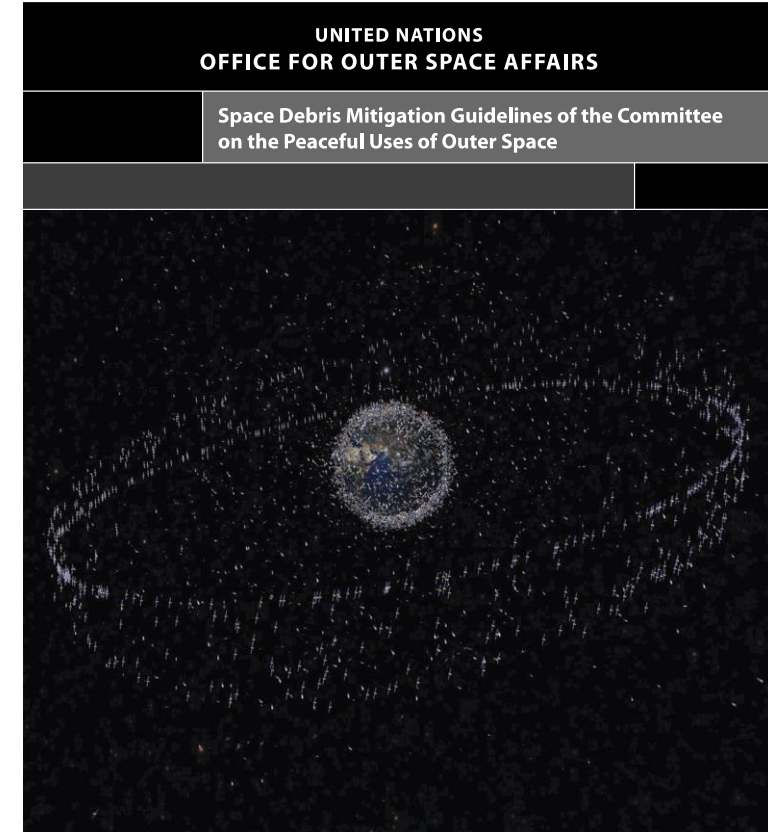 UNITED NATIONS
OFFICE FOR OUTER SPACE AFFAIRS
Space Debris Mitigation Guidelines of the Committee
on the Peaceful Uses of Outer Space